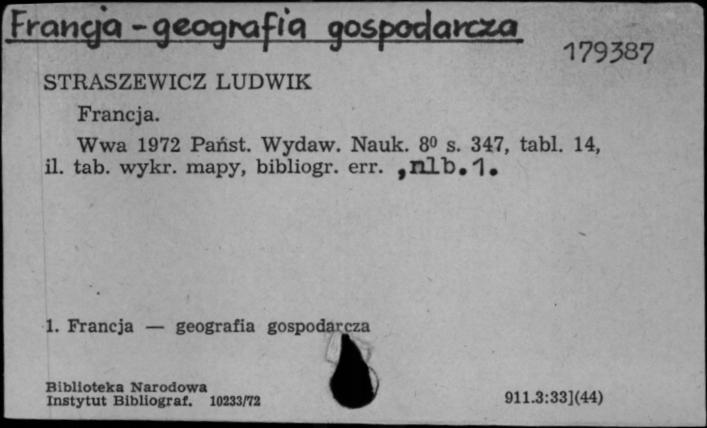 Francja - geografia gospodarcza
179387
STRASZEWICZ LUDWIK
Francja.
Wwa 1972 Państ. Wydaw. Nauk. 8⁰ s. 347, tabl. 14,
il. tab. wykr. mapy, bibliogr. err. , nlb. 1.
1. Francja — geografia gospodarcza
Biblioteka Narodowa
Instytut Bibliograf. 10233/72
911.3:33](44)